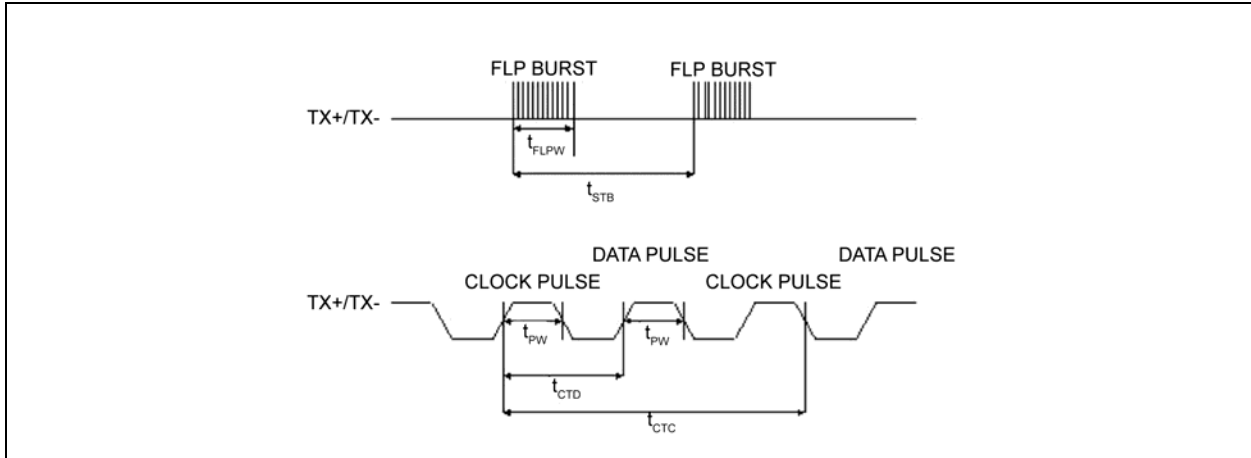 FLP BURST FLP BURST
TX+/TX-
tFLPW
tSTB
DATA PULSE DATA PULSE
CLOCK PULSE CLOCK PULSE
TX+/TX-
tPW tPW
tCTD
tCTC